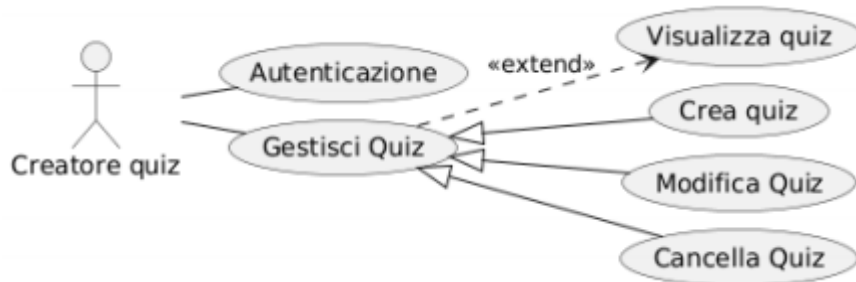 Visualizza quiz
«extend»
Autenticazione
Crea quiz
Gestisci Quiz
Creatore quiz
Modifica Quiz
Cancella Quiz